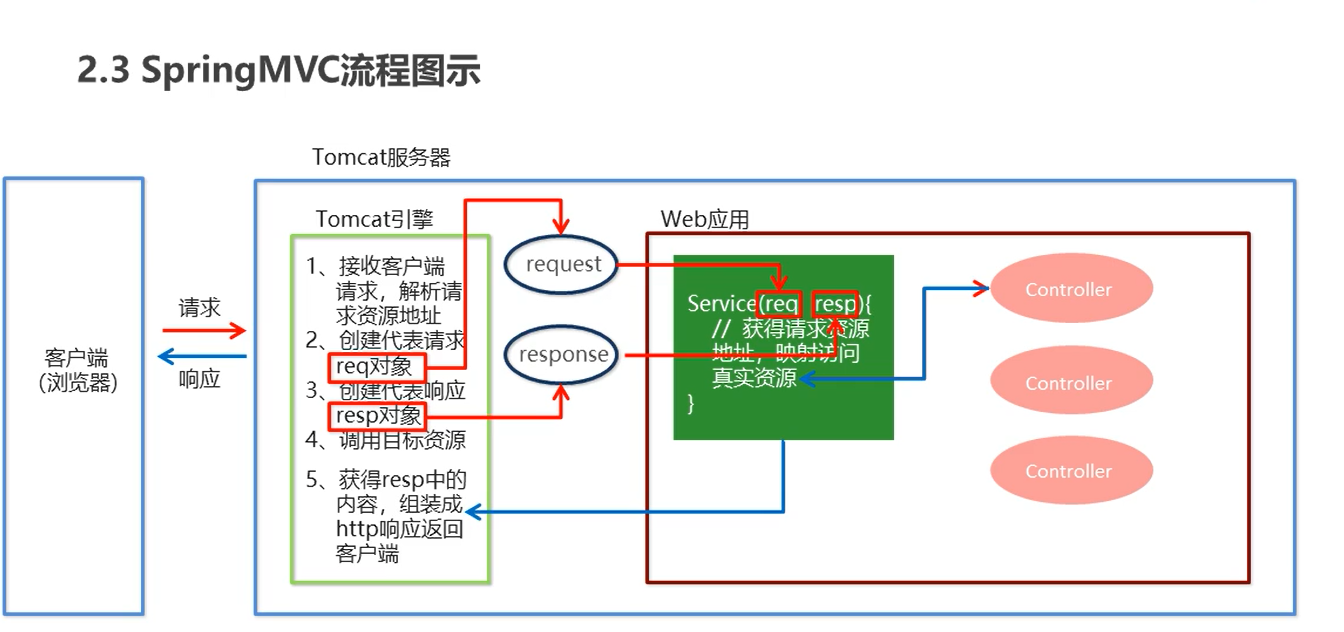 2.3 SpringMVC流程图示
Tomcat服务器
客户端
（浏览器）
请求
响应
Tomcat引擎
1、接收客户端
请求，解析请
求资源地址
2、创建代表请求
req对象
3、创建代表响应
resp对象
4、调用目标资源
5、获得resp中的
内容，组装成
http响应返回
客户端
request
response
Web应用
Service(req resp){
// 获得请求资源
地址，映射访问
真实资源
}
Controller
Controller
Controller